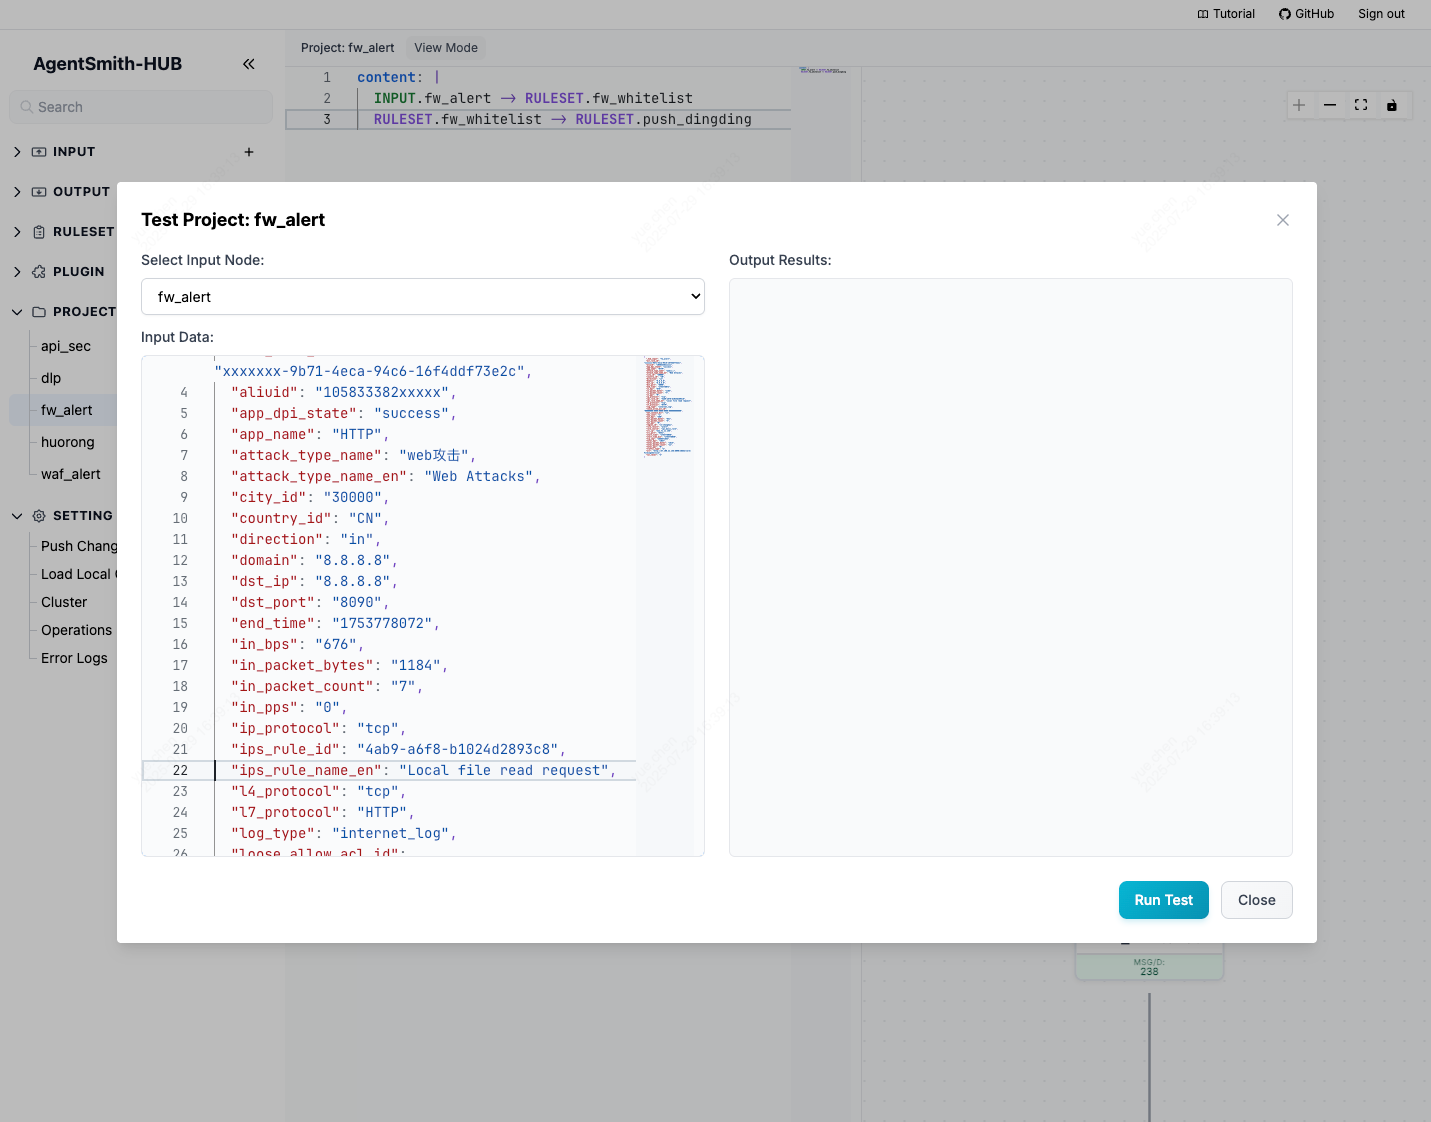 Tutorial
GitHub
Sign out
AgentSmith-HUB
Search
INPUT
OUTPUT
RULESET
PLUGIN
PROJECT
api_sec
dlp
fw_alert
huorong
waf_alert
SETTING
Push Chang
Load Local
Cluster
Operations
Error Logs
Project: fw_alert
View Mode
1 content: |
2 INPUT.fw_alert -> RULESET.fw_whitelist
3 RULESET.fw_whitelist -> RULESET.push_dingding
Test Project: fw_alert
Select Input Node:
fw_alert
Input Data:
"xxxxxxx-9b71-4eca-94c6-16f4ddf73e2c",
4 "aliuid": "105833382xxxxx",
5 "app_dpi_state": "success",
6 "app_name": "HTTP",
7 "attack_type_name": "web攻击",
8 "attack_type_name_en": "Web Attacks",
9 "city_id": "30000",
10 "country_id": "CN",
11 "direction": "in",
12 "domain": "8.8.8.8",
13 "dst_ip": "8.8.8.8",
14 "dst_port": "8090",
15 "end_time": "1753778072",
16 "in_bps": "676",
17 "in_packet_bytes": "1184",
18 "in_packet_count": "7",
19 "in_pps": "0",
20 "ip_protocol": "tcp",
21 "ips_rule_id": "4ab9-a6f8-b1024d2893c8",
22 "ips_rule_name_en": "Local file read request",
23 "l4_protocol": "tcp",
24 "l7_protocol": "HTTP",
25 "log_type": "internet_log",
26 "loose_allow_acl_id":
Output Results:
Run Test
Close
MSG/D:
238